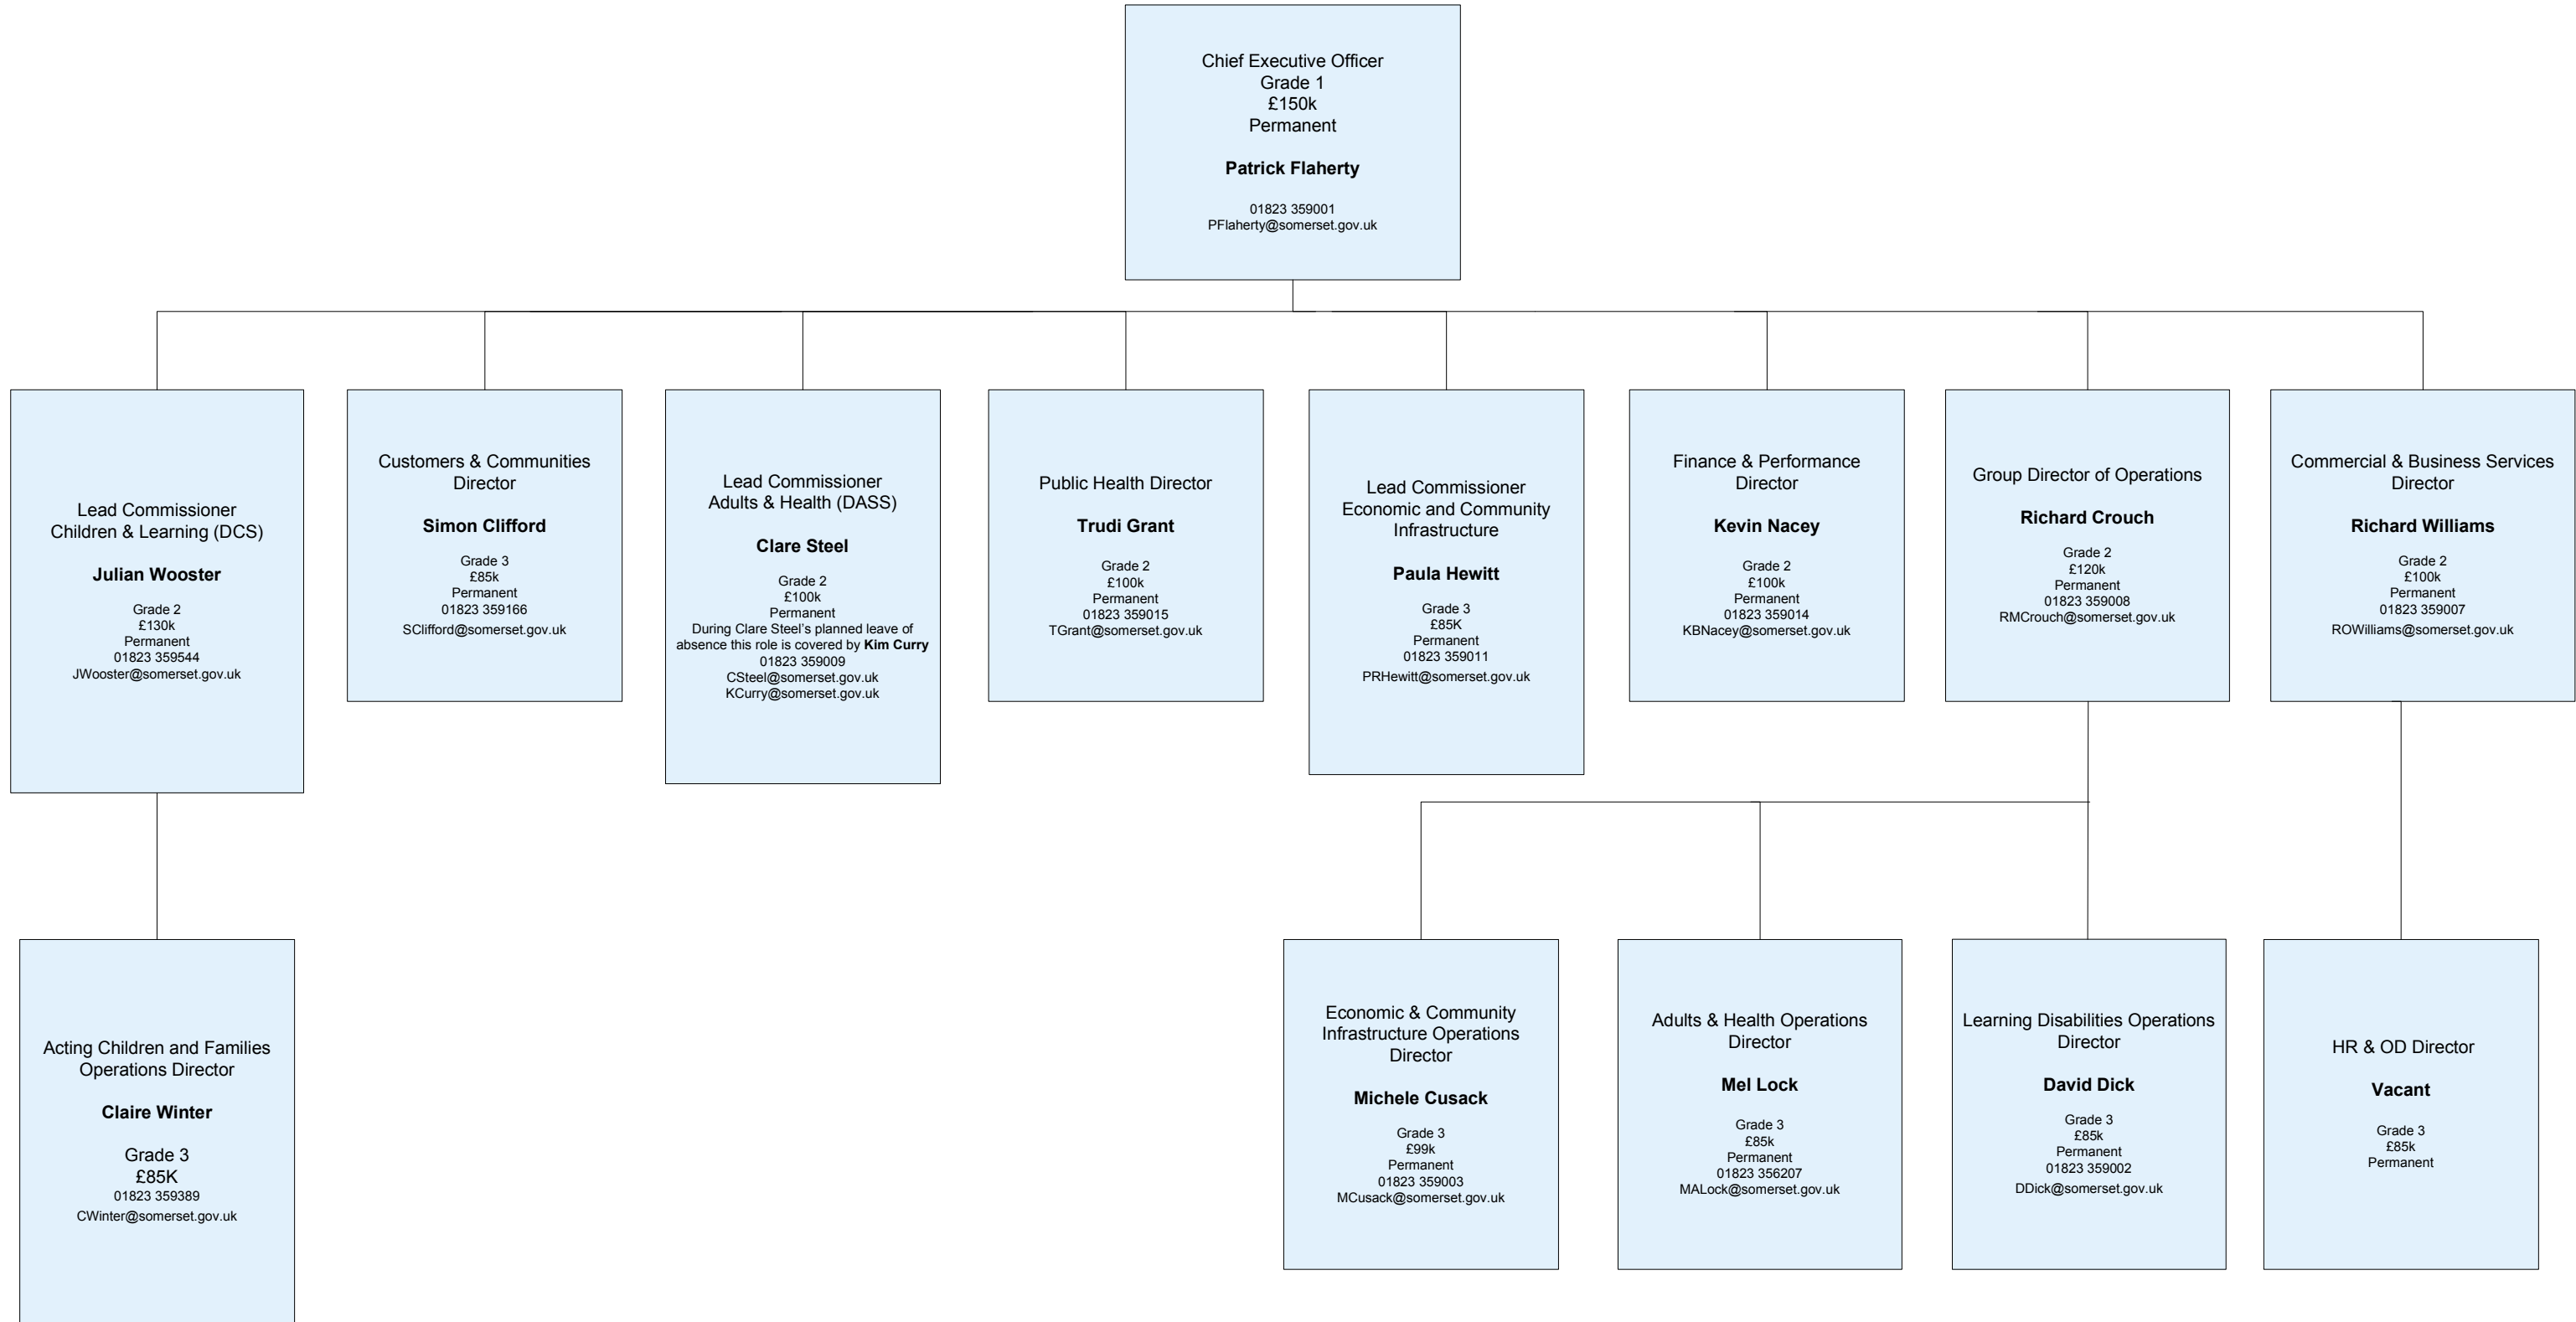 Chief Executive Officer
Grade 1
£150k
Permanent
Patrick Flaherty
01823 359001
PFlaherty@somerset.gov.uk
Lead Commissioner
Children & Learning (DCS)
Julian Wooster
Grade 2
£130k
Permanent
01823 359544
JWooster@somerset.gov.uk
Customers & Communities
Director
Simon Clifford
Grade 3
£85k
Permanent
01823 359166
SClifford@somerset.gov.uk
Lead Commissioner
Adults & Health (DASS)
Clare Steel
Grade 2
£100k
Permanent
During Clare Steel's planned leave of
absence this role is covered by Kim Curry
01823 359009
CSteel@somerset.gov.uk
KCurry@somerset.gov.uk
Public Health Director
Trudi Grant
Grade 2
£100k
Permanent
01823 359015
TGrant@somerset.gov.uk
Lead Commissioner
Economic and Community
Infrastructure
Paula Hewitt
Grade 3
£85K
Permanent
01823 359011
PRHewitt@somerset.gov.uk
Finance & Performance
Director
Kevin Nacey
Grade 2
£100k
Permanent
01823 359014
KBNacey@somerset.gov.uk
Group Director of Operations
Richard Crouch
Grade 2
£120k
Permanent
01823 359008
RMCrouch@somerset.gov.uk
Commercial & Business Services
Director
Richard Williams
Grade 2
£100k
Permanent
01823 359007
ROWilliams@somerset.gov.uk
Acting Children and Families
Operations Director
Claire Winter
Grade 3
£85K
01823 359389
CWinter@somerset.gov.uk
Economic & Community
Infrastructure Operations
Director
Michele Cusack
Grade 3
£99k
Permanent
01823 359003
MCusack@somerset.gov.uk
Adults & Health Operations
Director
Mel Lock
Grade 3
£85k
Permanent
01823 356207
MALock@somerset.gov.uk
Learning Disabilities Operations
Director
David Dick
Grade 3
£85k
Permanent
01823 359002
DDick@somerset.gov.uk
HR & OD Director
Vacant
Grade 3
£85k
Permanent